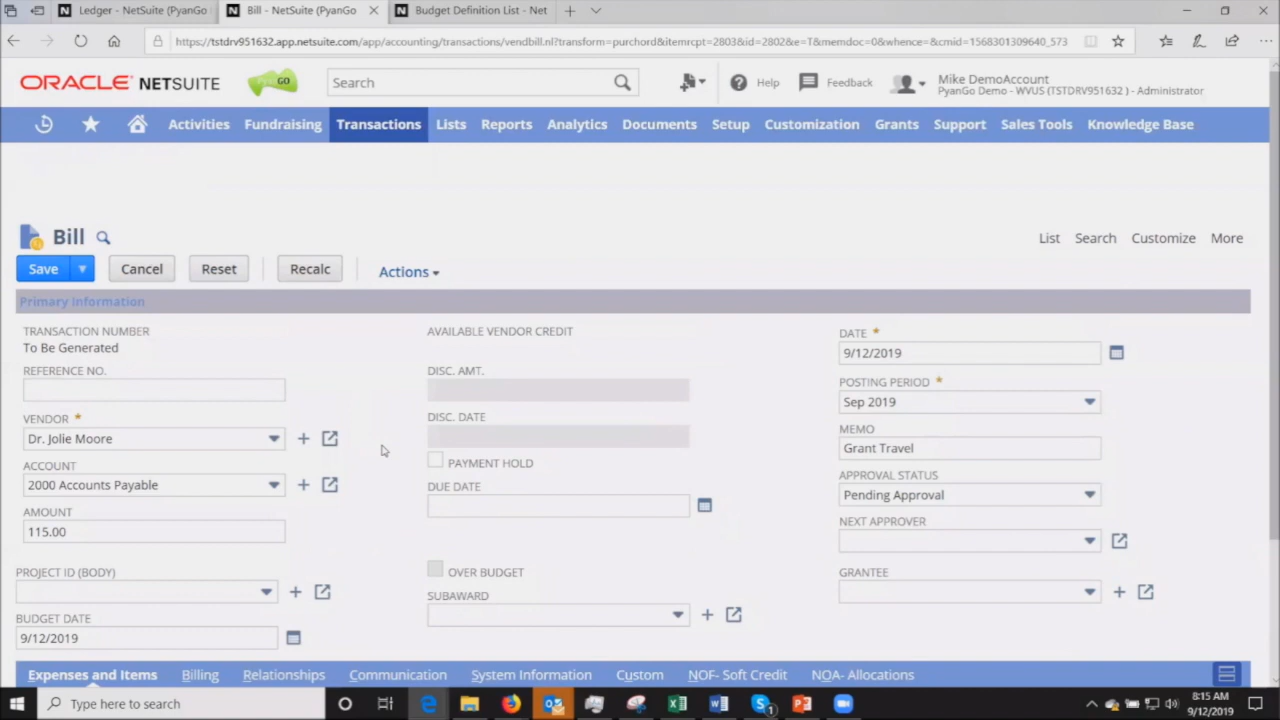 Ledger - NetSuite (PyanGo
Bill - NetSuite (PyanGo
Budget Definition List - Net
https://tstdrv951632.app.netsuite.com/app/accounting/transactions/vendbill.nl?transform=purchord&itemrcpt=2803&id=2802&e=T&memdoc=0&whence=&cmid=1568301309640_573
ORACLE NETSUITE
GO
Search
Help
Feedback
Mike DemoAccount
PyanGo Demo - WVUS (TSTDRV951632 ) - Administrator
Activities Fundraising Transactions Lists Reports Analytics Documents Setup Customization Grants Support Sales Tools Knowledge Base
Bill
List Search Customize More
Save Cancel Reset Recalc Actions
Primary Information
TRANSACTION NUMBER
To Be Generated
REFERENCE NO.
VENDOR *
Dr. Jolie Moore
ACCOUNT
2000 Accounts Payable
AMOUNT
115.00
PROJECT ID (BODY)
BUDGET DATE
9/12/2019
AVAILABLE VENDOR CREDIT
DISC. AMT.
DISC. DATE
PAYMENT HOLD
DUE DATE
OVER BUDGET
SUBAWARD
DATE *
9/12/2019
POSTING PERIOD *
Sep 2019
MEMO
Grant Travel
APPROVAL STATUS
Pending Approval
NEXT APPROVER
GRANTEE
Expenses and Items Billing Relationships Communication System Information Custom NOF- Soft Credit NOA- Allocations
Type here to search
8:15 AM
9/12/2019